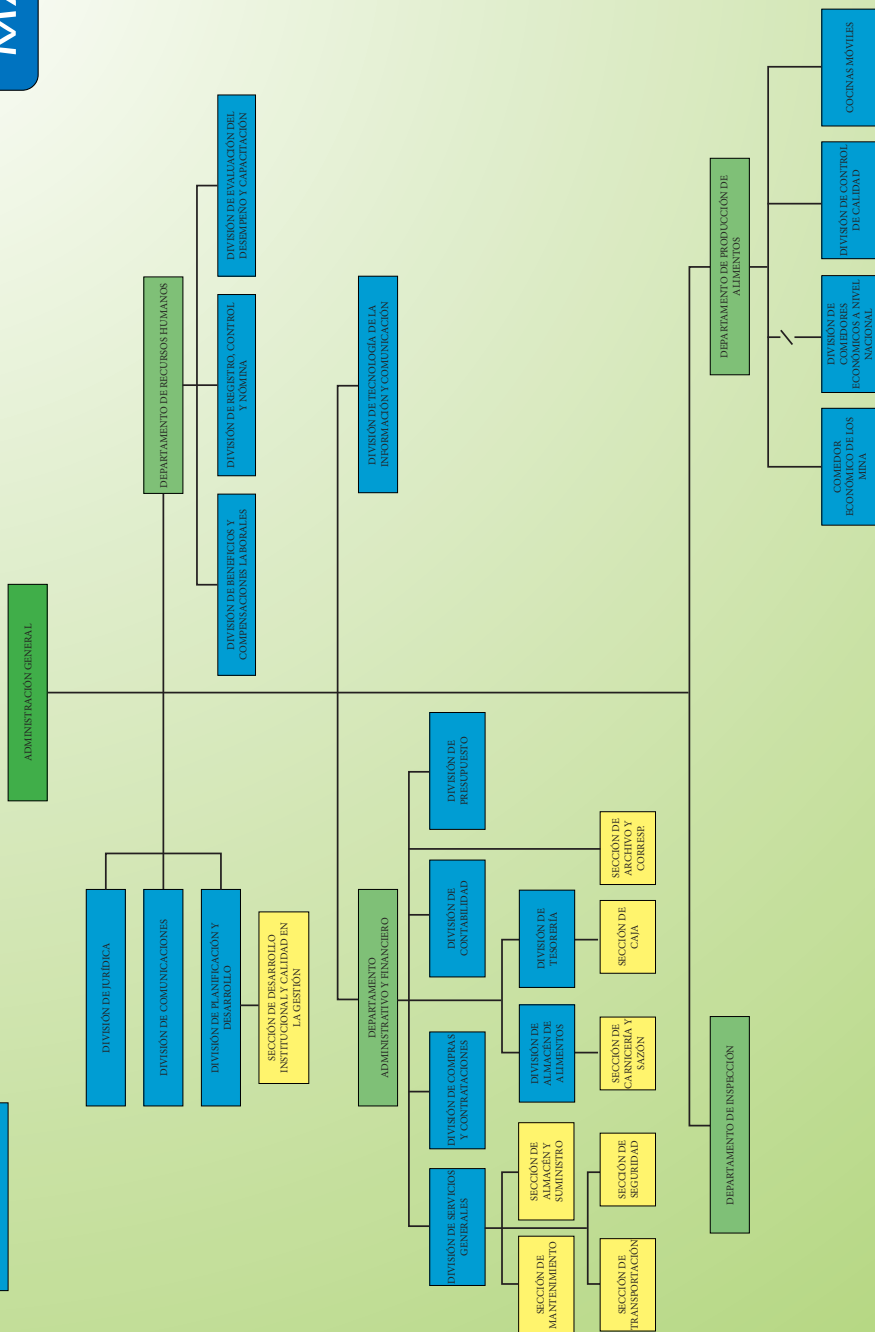 MA
ADMINISTRACIÓN GENERAL
DIVISIÓN DE JURÍDICA
DIVISIÓN DE COMUNICACIONES
DIVISIÓN DE PLANIFICACIÓN Y
DESARROLLO
SECCIÓN DE DESARROLLO
INSTITUCIONAL Y CALIDAD EN
LA GESTIÓN
DEPARTAMENTO DE RECURSOS HUMANOS
DIVISIÓN DE BENEFICIOS Y
COMPENSACIONES LABORALES
DIVISIÓN DE REGISTRO, CONTROL
Y NÓMINA
DIVISIÓN DE EVALUACIÓN DEL
DESEMPEÑO Y CAPACITACIÓN
DEPARTAMENTO
ADMINISTRATIVO Y FINANCIERO
DIVISIÓN DE TECNOLOGÍA DE LA
INFORMACIÓN Y COMUNICACIÓN
DIVISIÓN DE SERVICIOS
GENERALES
DIVISIÓN DE COMPRAS
Y CONTRATACIONES
DIVISIÓN DE
CONTABILIDAD
DIVISIÓN DE
PRESUPUESTO
SECCIÓN DE
MANTENIMIENTO
SECCIÓN DE
ALMACÉN Y
SUMINISTRO
DIVISIÓN DE
ALMACÉN DE
ALIMENTOS
DIVISIÓN DE
TESORERÍA
SECCIÓN DE
TRANSPORTACIÓN
SECCIÓN DE
SEGURIDAD
SECCIÓN DE
CARNICERÍA Y
SAZÓN
SECCIÓN DE
CAJA
SECCIÓN DE
ARCHIVO Y
CORRESP.
DEPARTAMENTO DE INSPECCIÓN
DEPARTAMENTO DE PRODUCCIÓN DE
ALIMENTOS
COMEDOR
ECONÓMICO DE LOS
MINA
DIVISIÓN DE
COMEDORES
ECONÓMICOS A NIVEL
NACIONAL
DIVISIÓN DE CONTROL
DE CALIDAD
COCINAS MÓVILES